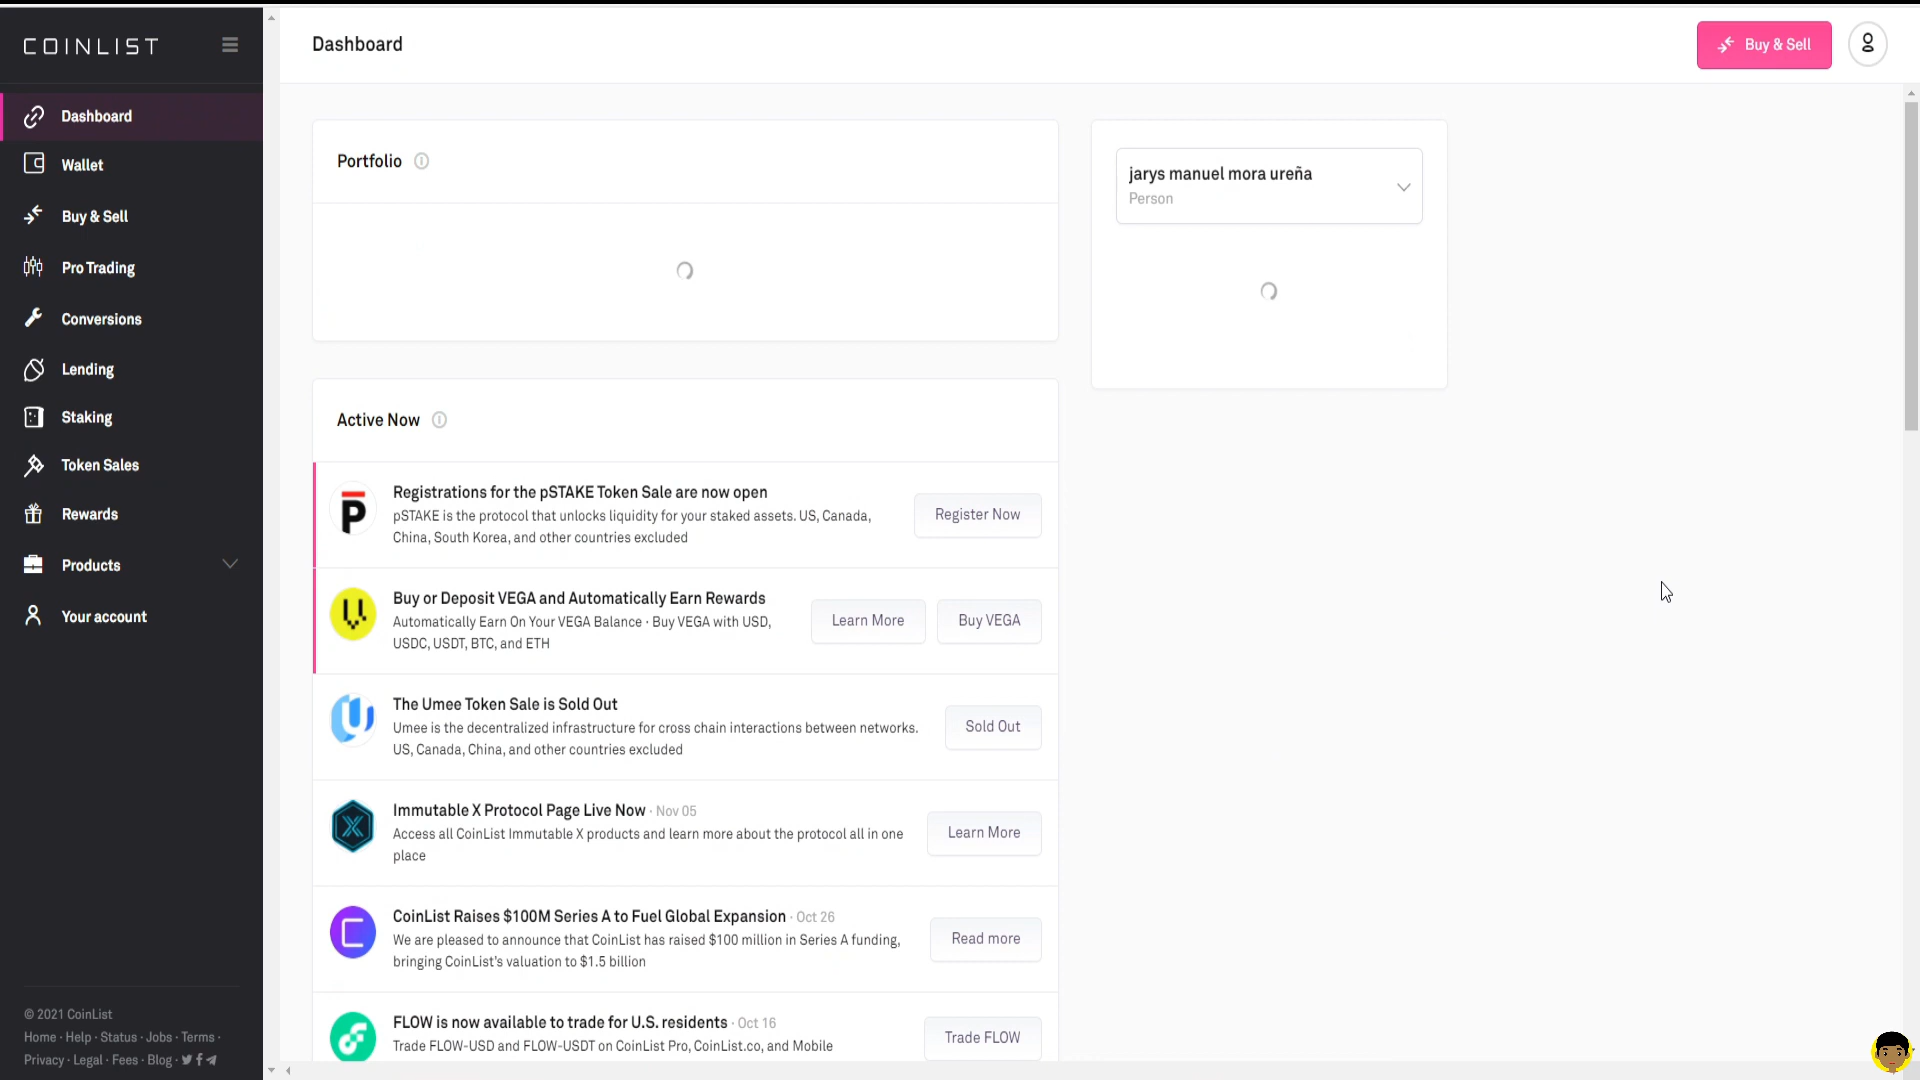 COINLIST
Dashboard
Wallet
Buy & Sell
Pro Trading
Conversions
Lending
Staking
Token Sales
Rewards
Products
Your account
© 2021 CoinList
Home · Help · Status · Jobs · Terms ·
Privacy · Legal · Fees · Blog ·
Dashboard
Buy & Sell
Portfolio
jarys manuel mora ureña
Person
Active Now
Registrations for the pSTAKE Token Sale are now open
pSTAKE is the protocol that unlocks liquidity for your staked assets. US, Canada,
China, South Korea, and other countries excluded
Register Now
Buy or Deposit VEGA and Automatically Earn Rewards
Automatically Earn On Your VEGA Balance · Buy VEGA with USD,
USDC, USDT, BTC, and ETH
Learn More
Buy VEGA
The Umee Token Sale is Sold Out
Umee is the decentralized infrastructure for cross chain interactions between networks.
US, Canada, China, and other countries excluded
Sold Out
Immutable X Protocol Page Live Now · Nov 05
Access all CoinList Immutable X products and learn more about the protocol all in one
place
Learn More
CoinList Raises $100M Series A to Fuel Global Expansion · Oct 26
We are pleased to announce that CoinList has raised $100 million in Series A funding,
bringing CoinList's valuation to $1.5 billion
Read more
FLOW is now available to trade for U.S. residents · Oct 16
Trade FLOW-USD and FLOW-USDT on CoinList Pro, CoinList.co, and Mobile
Trade FLOW